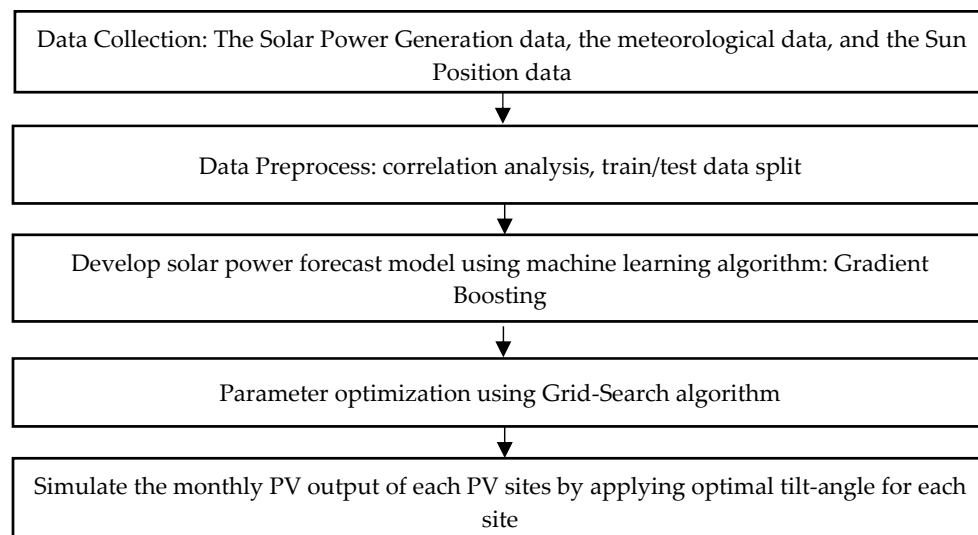 Data Collection: The Solar Power Generation data, the meteorological data, and the Sun
Position data
Data Preprocess: correlation analysis, train/test data split
Develop solar power forecast model using machine learning algorithm: Gradient
Boosting
Parameter optimization using Grid-Search algorithm
Simulate the monthly PV output of each PV sites by applying optimal tilt-angle for each
site